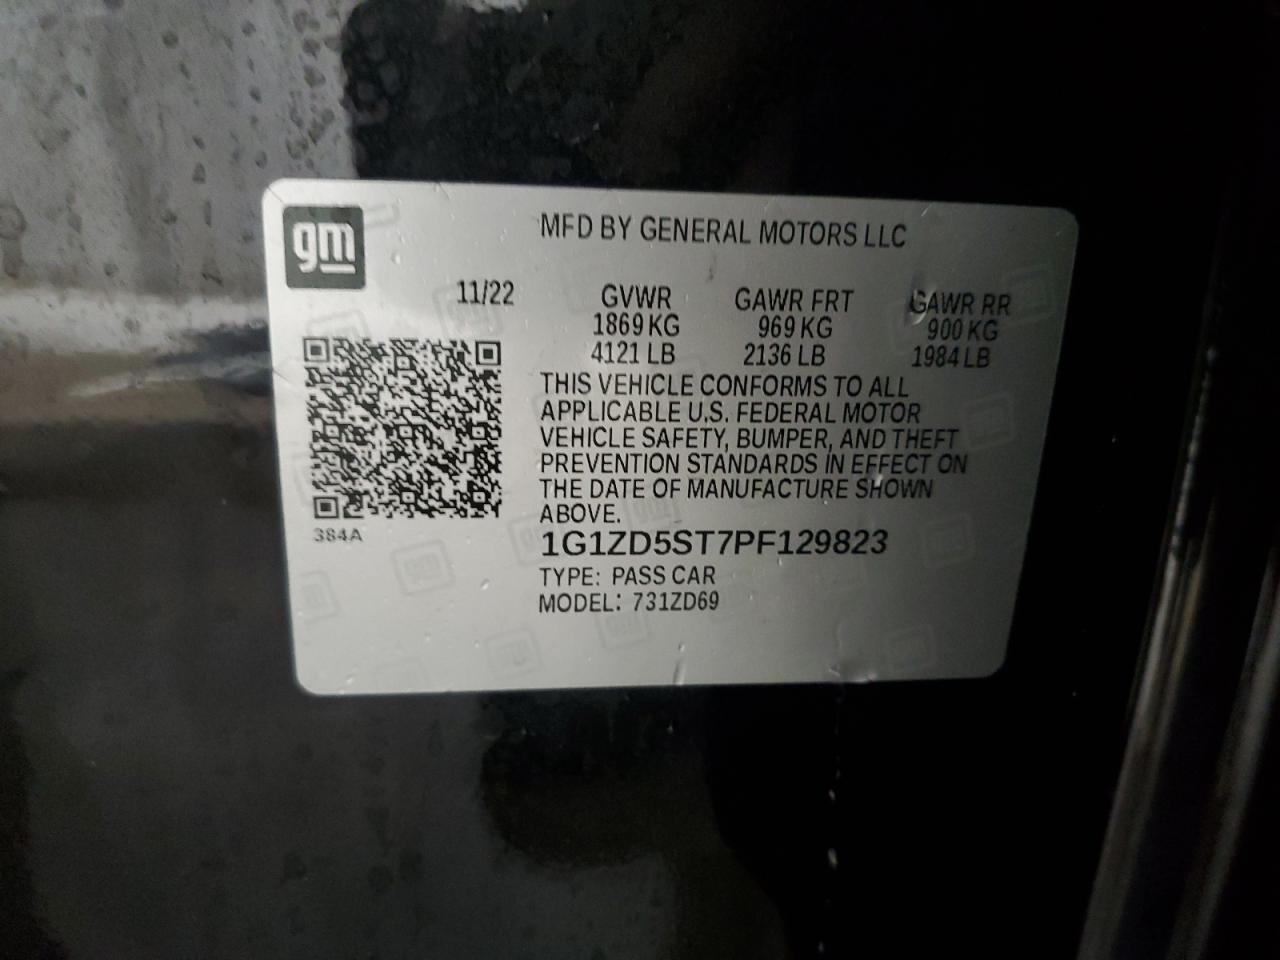 gm
MFD BY GENERAL MOTORS LLC
11/22 GVWR GAWR FRT GAWR RR
1869 KG 969 KG 900 KG
4121 LB 2136 LB 1984 LB
THIS VEHICLE CONFORMS TO ALL
APPLICABLE U.S. FEDERAL MOTOR
VEHICLE SAFETY, BUMPER, AND THEFT
PREVENTION STANDARDS IN EFFECT ON
THE DATE OF MANUFACTURE SHOWN
ABOVE.
384A
1G1ZD5ST7PF129823
TYPE: PASS CAR
MODEL: 731ZD69